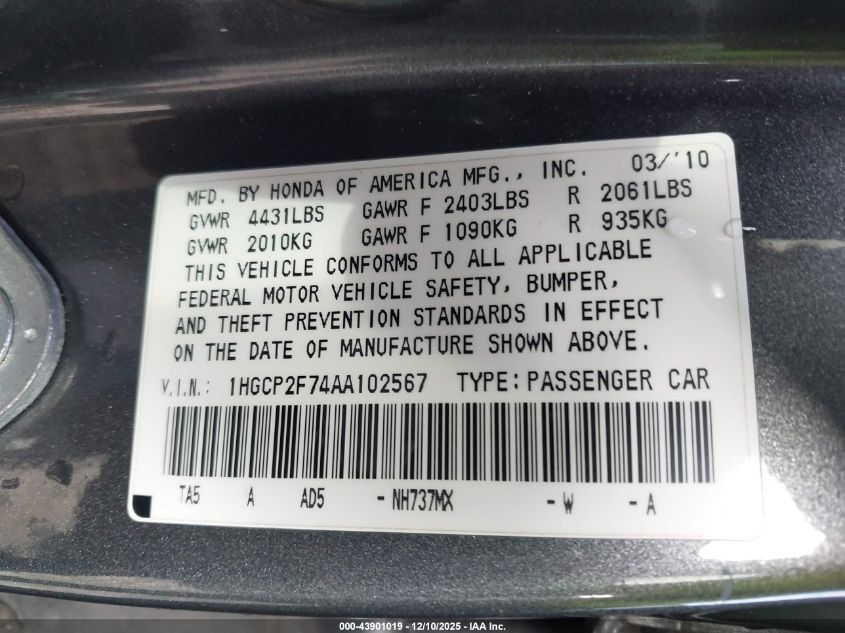 MFD. BY HONDA OF AMERICA MFG., INC. 03/'10
GVWR 4431LBS GAWR F 2403LBS R 2061LBS
GVWR 2010KG GAWR F 1090KG R 935KG
THIS VEHICLE CONFORMS TO ALL APPLICABLE
FEDERAL MOTOR VEHICLE SAFETY, BUMPER,
AND THEFT PREVENTION STANDARDS IN EFFECT
ON THE DATE OF MANUFACTURE SHOWN ABOVE.
V.I.N.: 1HGCP2F74AA102567 TYPE: PASSENGER CAR
TA5 A AD5 - NH737MX - W - A
000-43901019 - 12/10/2025 - IAA Inc.